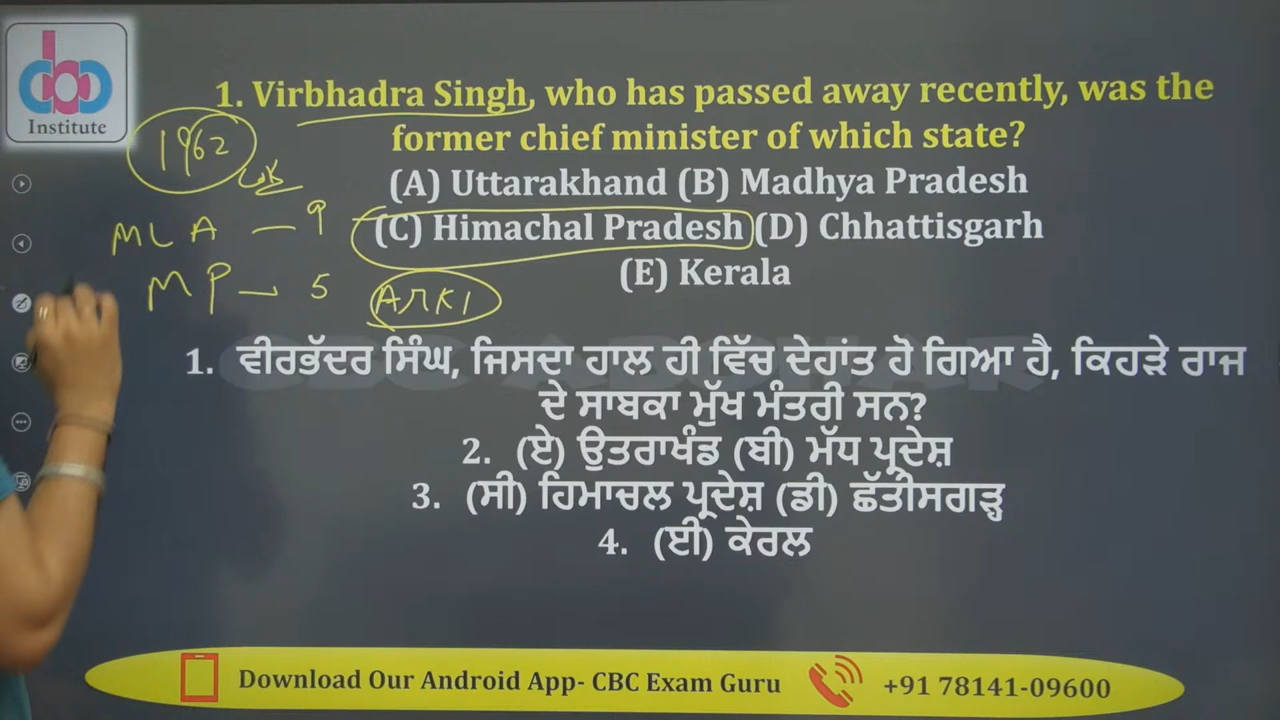 Institute
1. Virbhadra Singh, who has passed away recently, was the
former chief minister of which state?
1962
(A) Uttarakhand (B) Madhya Pradesh
MLA — 9
(C) Himachal Pradesh (D) Chhattisgarh
(E) Kerala
MP — 5
ARKI
1. ਵੀਰਭੱਦਰ ਸਿੰਘ, ਜਿਸਦਾ ਹਾਲ ਹੀ ਵਿੱਚ ਦੇਹਾਂਤ ਹੋ ਗਿਆ ਹੈ, ਕਿਹੜੇ ਰਾਜ
ਦੇ ਸਾਬਕਾ ਮੁੱਖ ਮੰਤਰੀ ਸਨ?
2. (ਏ) ਉਤਰਾਖੰਡ (ਬੀ) ਮੱਧ ਪ੍ਰਦੇਸ਼
3. (ਸੀ) ਹਿਮਾਚਲ ਪ੍ਰਦੇਸ਼ (ਡੀ) ਛੱਤੀਸਗੜ੍ਹ
4. (ਈ) ਕੇਰਲ
Download Our Android App- CBC Exam Guru
+91 78141-09600